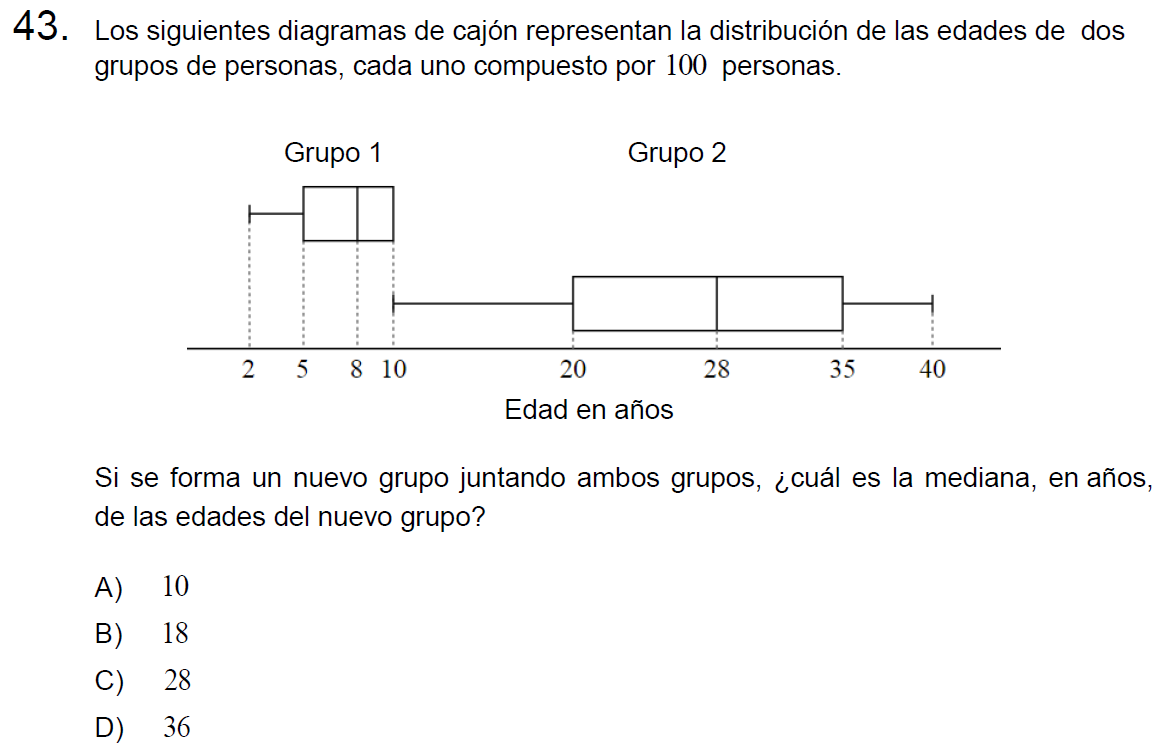 43. Los siguientes diagramas de cajón representan la distribución de las edades de dos
grupos de personas, cada uno compuesto por 100 personas.
Grupo 1 Grupo 2
2 5 8 10 20 28 35 40
Edad en años
Si se forma un nuevo grupo juntando ambos grupos, ¿cuál es la mediana, en años,
de las edades del nuevo grupo?
A) 10
B) 18
C) 28
D) 36